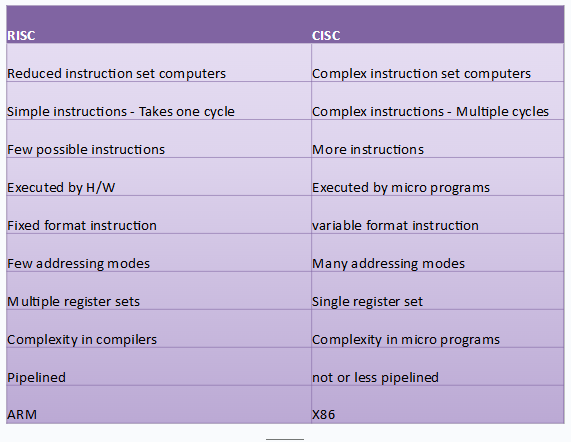 RISC CISC
Reduced instruction set computers Complex instruction set computers
Simple instructions - Takes one cycle Complex instructions - Multiple cycles
Few possible instructions More instructions
Executed by H/W Executed by micro programs
Fixed format instruction variable format instruction
Few addressing modes Many addressing modes
Multiple register sets Single register set
Complexity in compilers Complexity in micro programs
Pipelined not or less pipelined
ARM X86